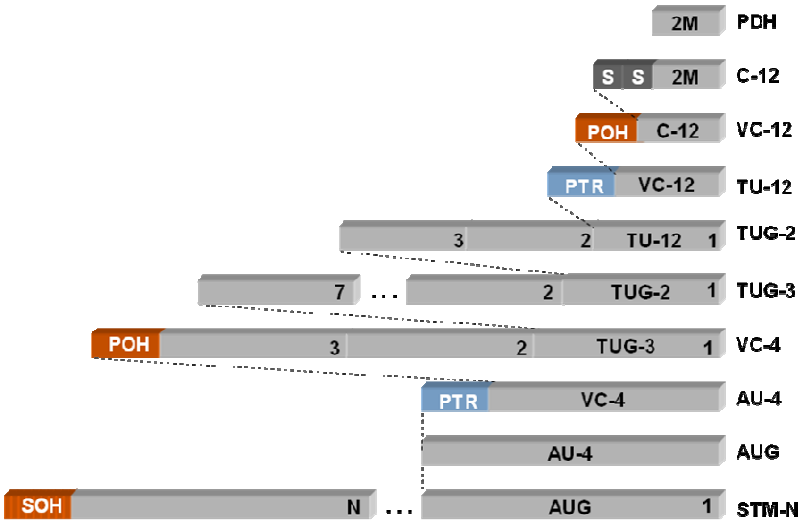 2M PDH
S S 2M C-12
POH C-12 VC-12
PTR VC-12 TU-12
3 2 TU-12 1 TUG-2
7 ... 2 TUG-2 1 TUG-3
POH 3 2 TUG-3 1 VC-4
PTR VC-4 AU-4
AU-4 AUG
SOH N ... AUG 1 STM-N